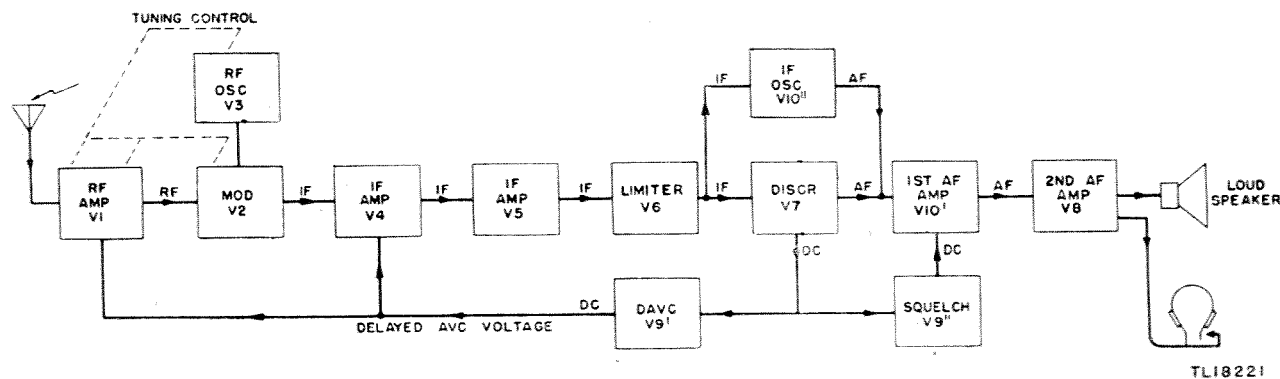 TUNING CONTROL
RF
OSC
V3
IF
OSC
V10"
IF
AF
RF
AMP
V1
RF
MOD
V2
IF
IF
AMP
V4
IF
IF
AMP
V5
IF
LIMITER
V6
IF
DISCR
V7
AF
1ST AF
AMP
V10'
AF
2ND AF
AMP
V8
LOUD
SPEAKER
DC
DC
DELAYED AVC VOLTAGE
DC
DAVC
V9'
SQUELCH
V9"
TL18221